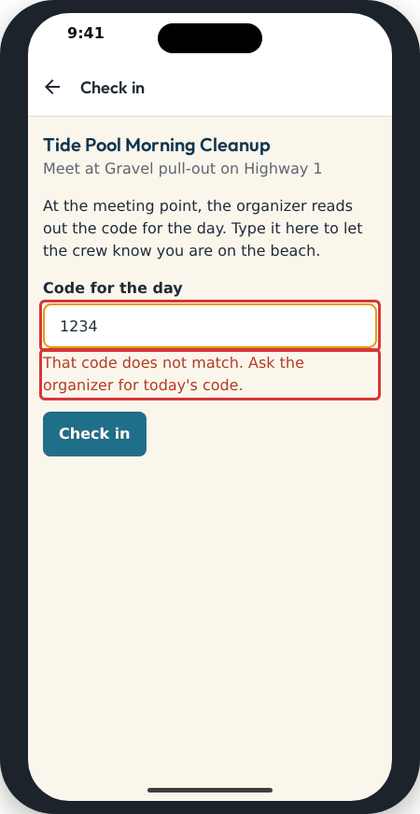 9:41
Check in
Tide Pool Morning Cleanup
Meet at Gravel pull-out on Highway 1
At the meeting point, the organizer reads
out the code for the day. Type it here to let
the crew know you are on the beach.
Code for the day
1234
That code does not match. Ask the
organizer for today's code.
Check in